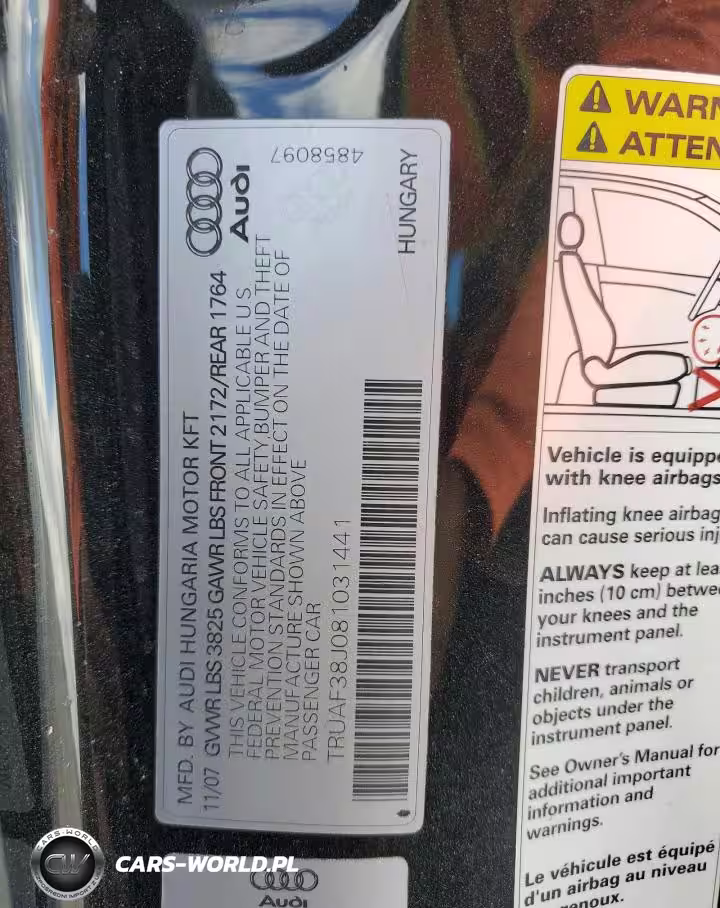 MFD. BY AUDI HUNGARIA MOTOR KFT
11/07 GVWR LBS 3825 GAWR LBS FRONT 2172/REAR 1764
THIS VEHICLE CONFORMS TO ALL APPLICABLE U S
FEDERAL MOTOR VEHICLE SAFETY,BUMPER AND THEFT
PREVENTION STANDARDS IN EFFECT ON THE DATE OF
MANUFACTURE SHOWN ABOVE
PASSENGER CAR
TRUAF38J081031441
Audi
4858097
HUNGARY
WARN
ATTEN
Vehicle is equippe
with knee airbags
Inflating knee airbag
can cause serious inj
ALWAYS keep at lea
inches (10 cm) betwe
your knees and the
instrument panel.
NEVER transport
children, animals or
objects under the
instrument panel.
See Owner's Manual for
additional important
information and
warnings.
Le véhicule est équipé
d'un airbag au niveau
genoux.
Audi
CARS-WORLD
CW
CARS-WORLD.PL